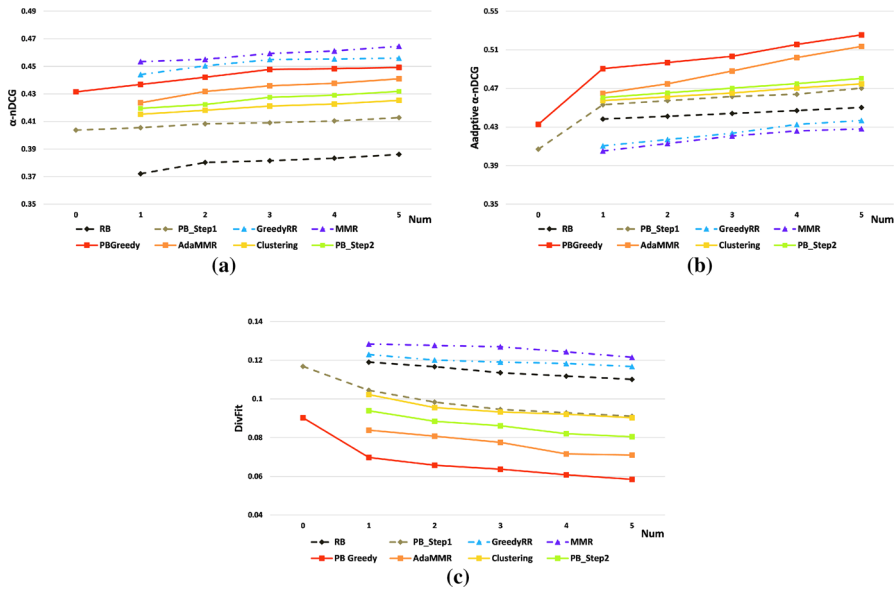 0.49
0.47
0.45
0.43
0.41
0.39
0.37
0.35
α-nDCG
0 1 2 3 4 5 Num
RB PB_Step1 GreedyRR MMR
PBGreedy AdaMMR Clustering PB_Step2
(a)
0.55
0.51
0.47
0.43
0.39
0.35
Aadptive α-nDCG
0 1 2 3 4 5 Num
RB PB_Step1 GreedyRR MMR
PBGreedy AdaMMR Clustering PB_Step2
(b)
0.14
0.12
0.1
0.08
0.06
0.04
DivFit
0 1 2 3 4 5 Num
RB PB_Step1 GreedyRR MMR
PB Greedy AdaMMR Clustering PB_Step2
(c)